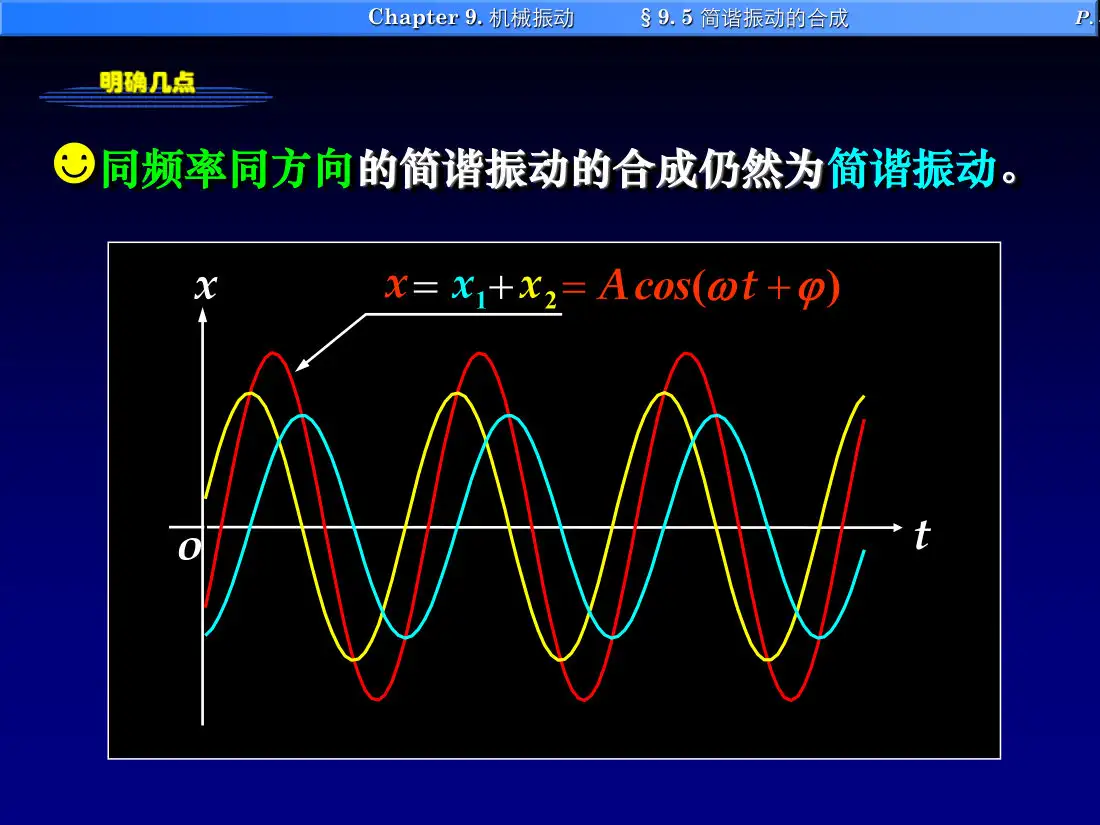 Chapter 9. 机械振动 §9.5 简谐振动的合成 P.
明确几点
同频率同方向的简谐振动的合成仍然为简谐振动。
x = x₁ + x₂ = A cos(ωt + φ)
x
o
t